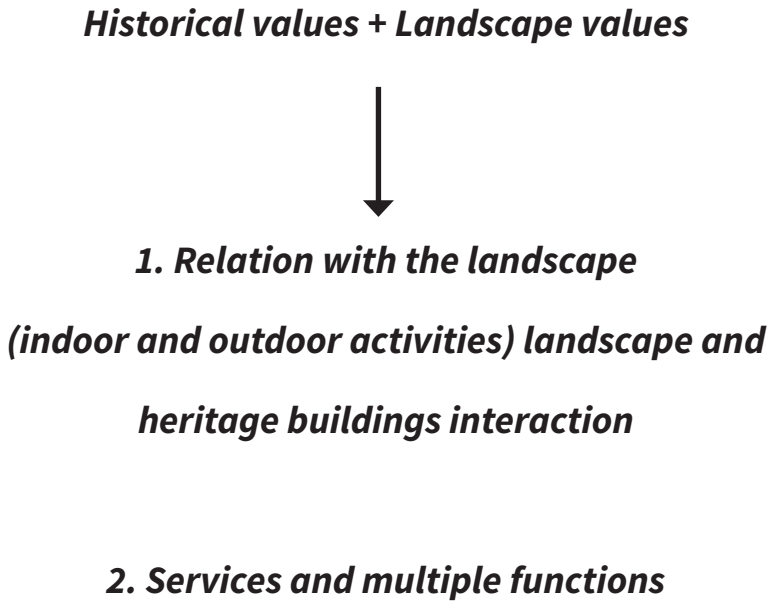 Historical values + Landscape values
1. Relation with the landscape
(indoor and outdoor activities) landscape and
heritage buildings interaction
2. Services and multiple functions